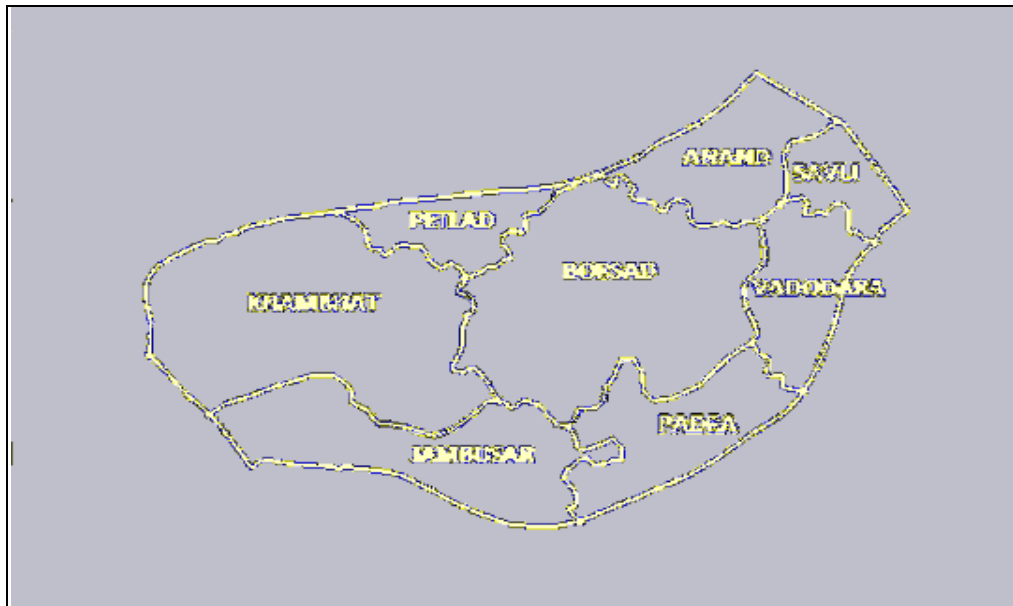 ANAND
SAVLI
PETLAD
BORSAD
VADODARA
KHAMBHAT
PADRA
JAMBUSAR